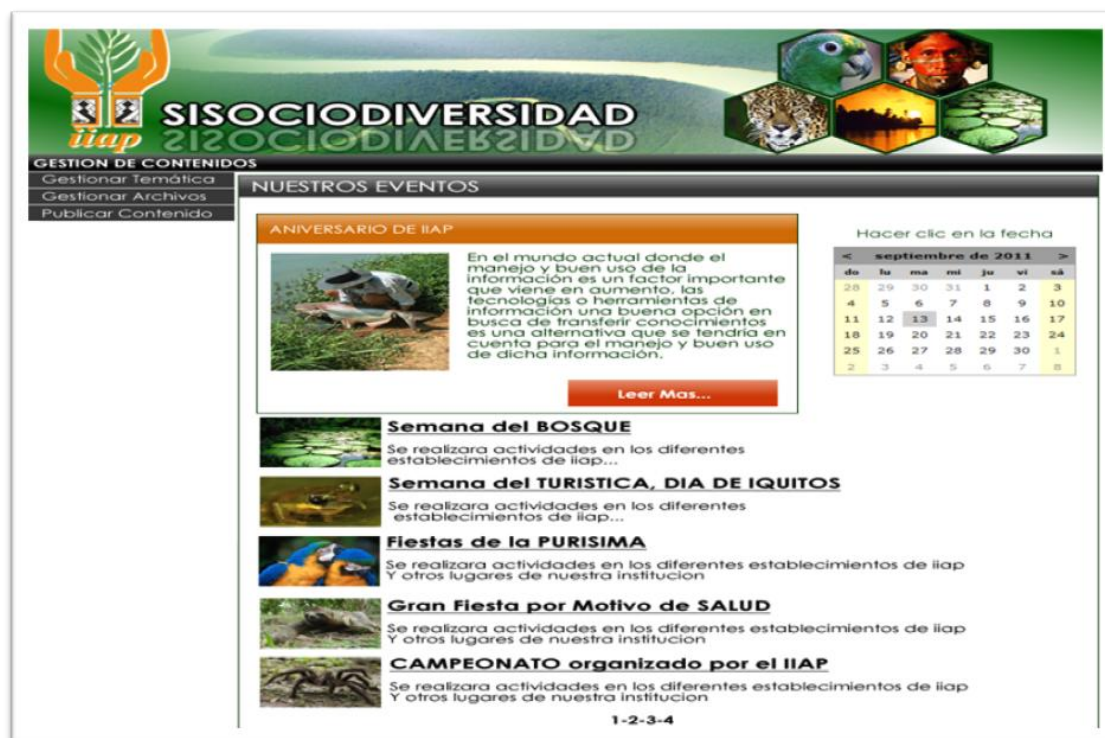 iiap
SISOCIODIVERSIDAD
GESTION DE CONTENIDOS
Gestionar Temática
Gestionar Archivos
Publicar Contenido
NUESTROS EVENTOS
ANIVERSARIO DE IIAP
En el mundo actual donde el
manejo y buen uso de la
información es un factor importante
que viene en aumento, las
tecnologías o herramientas de
información una buena opción en
busca de transferir conocimientos
es una alternativa que se tendría en
cuenta para el manejo y buen uso
de dicha información.
Leer Mas...
Hacer clic en la fecha
< septiembre de 2011 >
do lu ma mi ju vi sá
28 29 30 31 1 2 3
4 5 6 7 8 9 10
11 12 13 14 15 16 17
18 19 20 21 22 23 24
25 26 27 28 29 30 1
2 3 4 5 6 7 8
Semana del BOSQUE
Se realizara actividades en los diferentes
establecimientos de iiap...
Semana del TURISTICA, DIA DE IQUITOS
Se realizara actividades en los diferentes
establecimientos de iiap...
Fiestas de la PURISIMA
Se realizara actividades en los diferentes establecimientos de iiap
Y otros lugares de nuestra institucion
Gran Fiesta por Motivo de SALUD
Se realizara actividades en los diferentes establecimientos de iiap
Y otros lugares de nuestra institucion
CAMPEONATO organizado por el IIAP
Se realizara actividades en los diferentes establecimientos de iiap
Y otros lugares de nuestra institucion
1-2-3-4